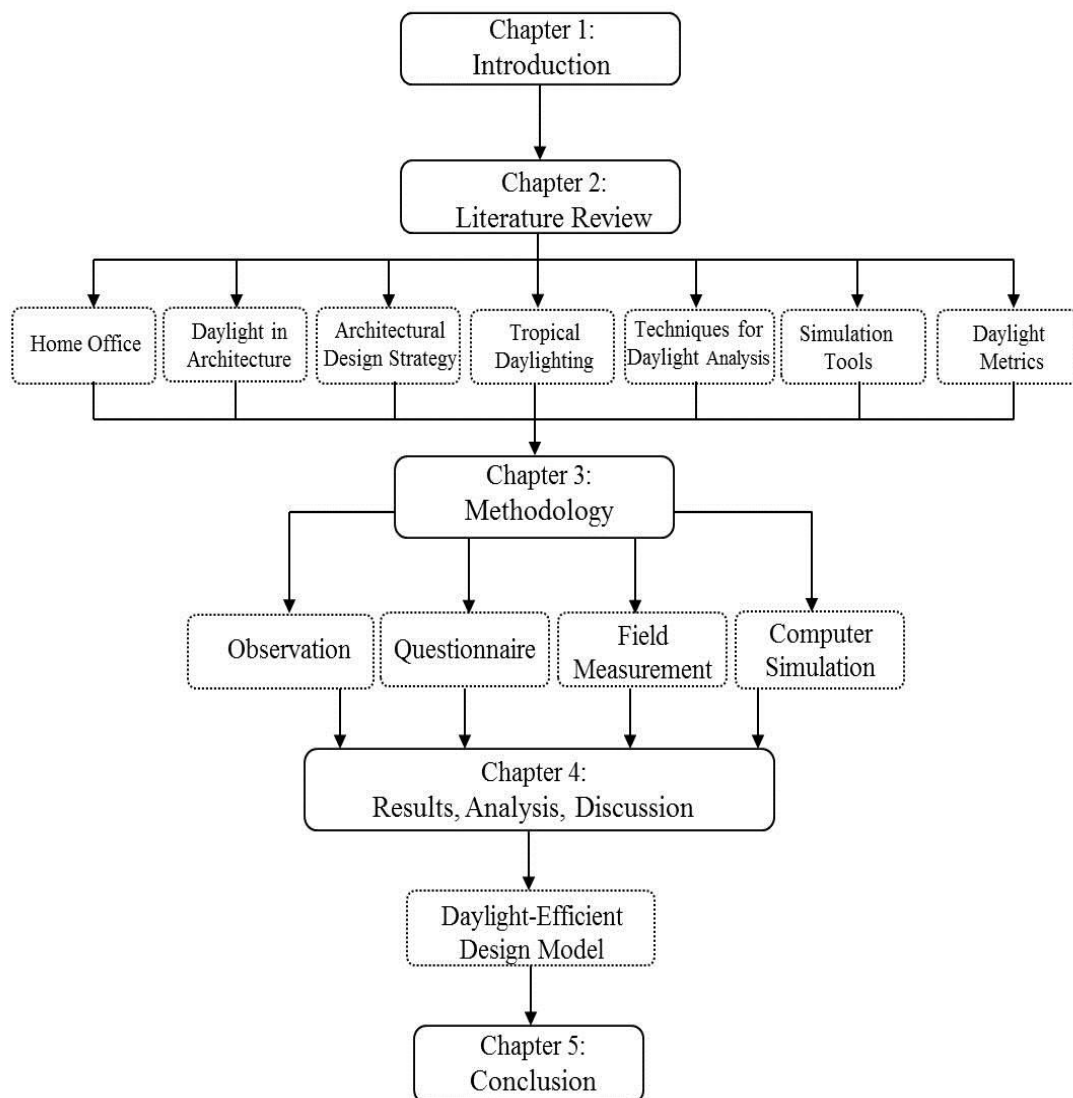 Chapter 1:
Introduction
Chapter 2:
Literature Review
Home Office
Daylight in
Architecture
Architectural
Design Strategy
Tropical
Daylighting
Techniques for
Daylight Analysis
Simulation
Tools
Daylight
Metrics
Chapter 3:
Methodology
Observation
Questionnaire
Field
Measurement
Computer
Simulation
Chapter 4:
Results, Analysis, Discussion
Daylight-Efficient
Design Model
Chapter 5:
Conclusion